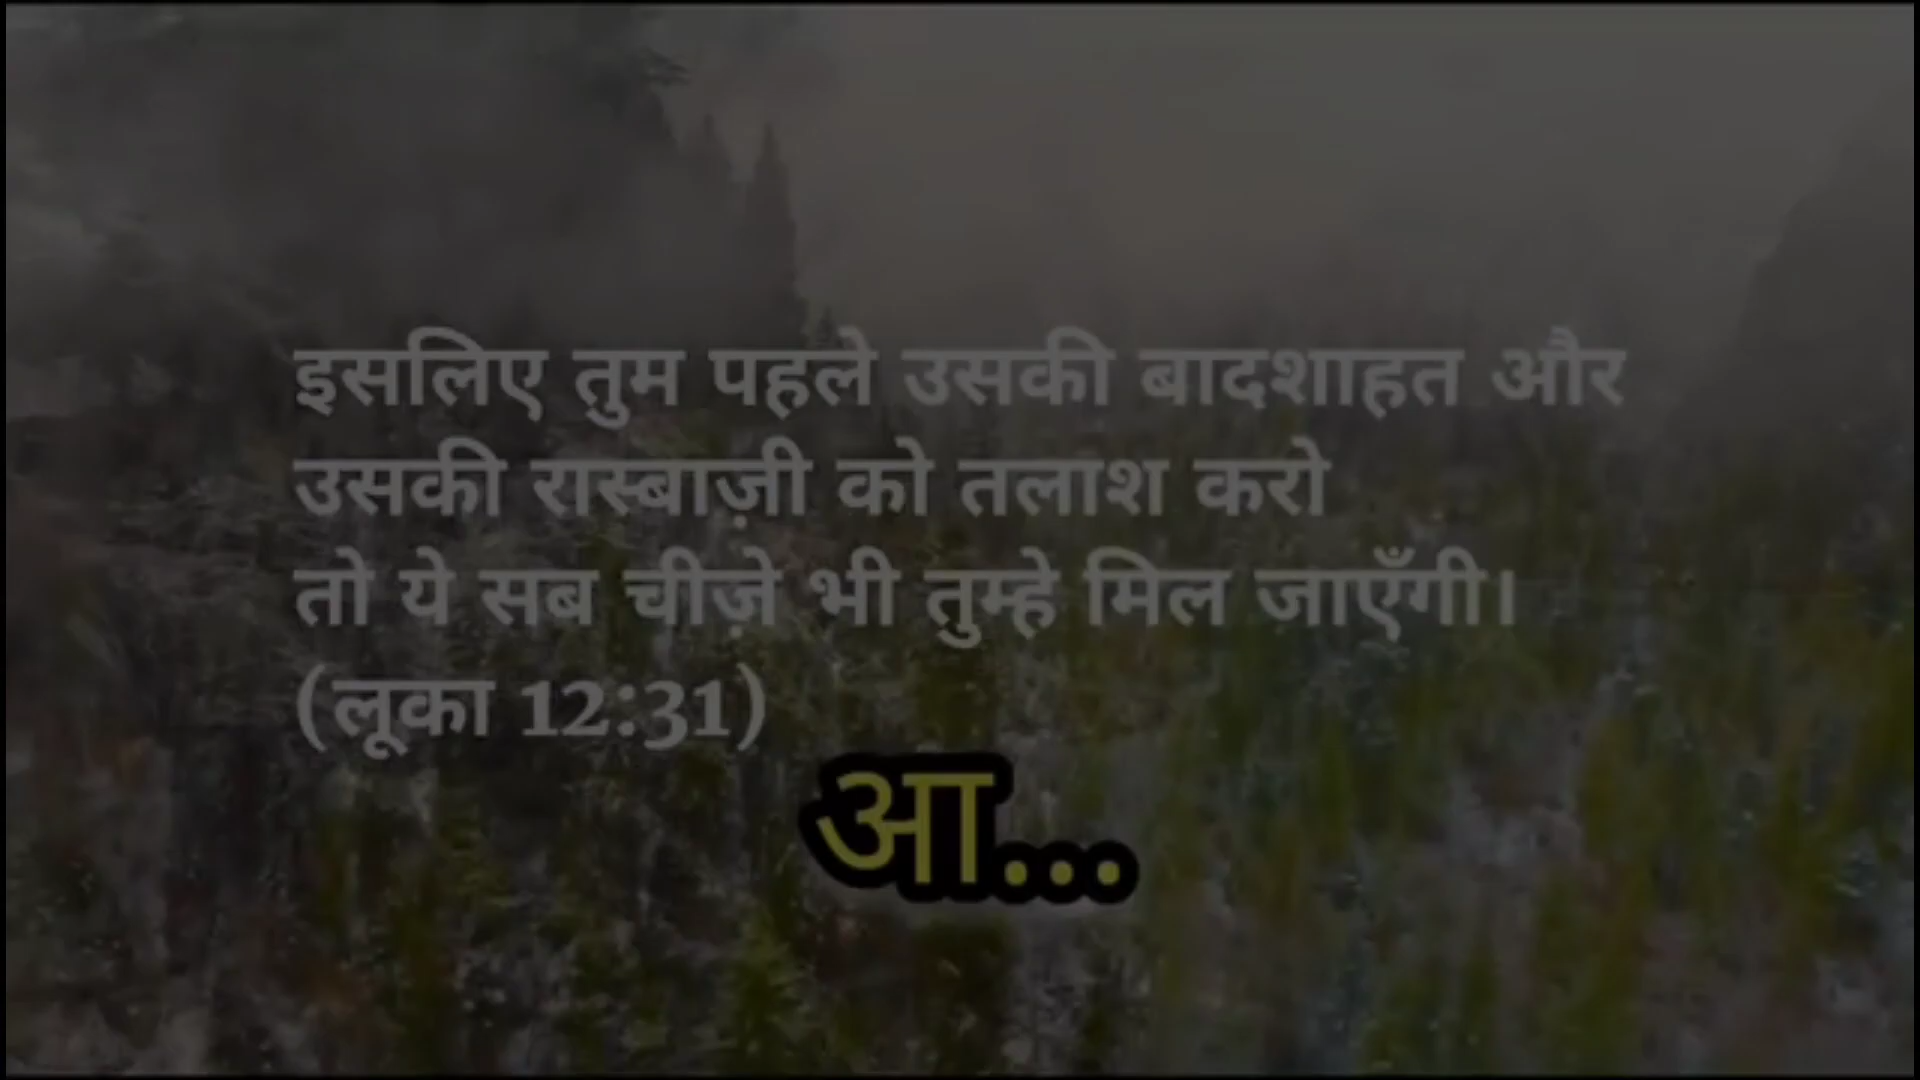 इसलिए तुम पहले उसकी बादशाहत और
उसकी रास्बाज़ी को तलाश करो
तो ये सब चीज़े भी तुम्हे मिल जाएँगी।
(लूका 12:31)
आ...